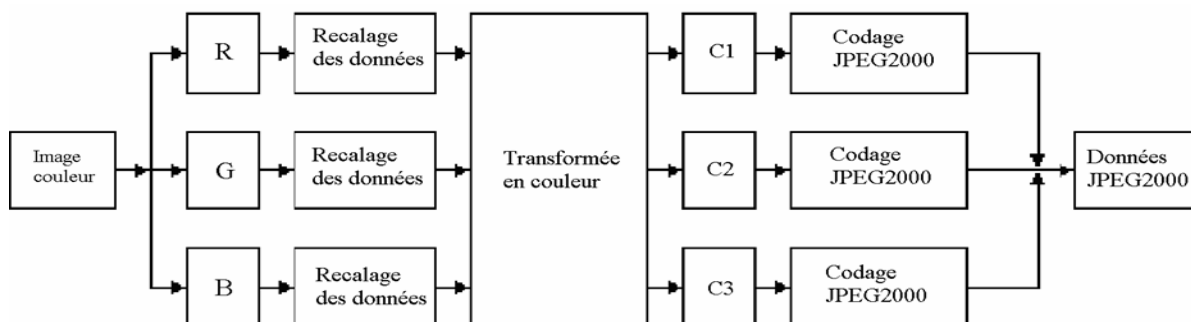 R
Recalage
des données
C1
Codage
JPEG2000
Image
couleur
G
Recalage
des données
Transformée
en couleur
C2
Codage
JPEG2000
Données
JPEG2000
B
Recalage
des données
C3
Codage
JPEG2000